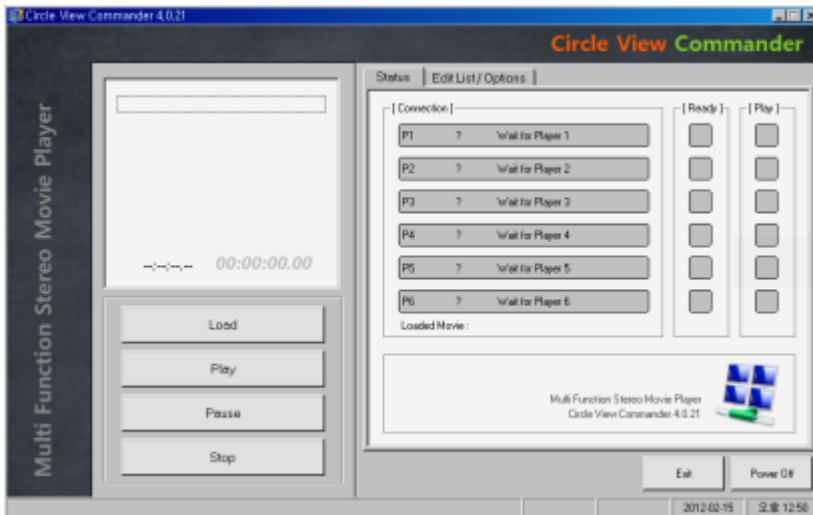 Circle View Commander 4.0.21
Circle View Commander
Multi Function Stereo Movie Player
--:--:--.--
00:00:00.00
Load
Play
Pause
Stop
Status
Edit List / Options
[ Connection ]
[ Ready ]
[ Play ]
P1 ? Wait for Player 1
P2 ? Wait for Player 2
P3 ? Wait for Player 3
P4 ? Wait for Player 4
P5 ? Wait for Player 5
P6 ? Wait for Player 6
Loaded Movie :
Multi Function Stereo Movie Player
Circle View Commander 4.0.21
Exit
Power Off
2012-02-15
오후 12:50